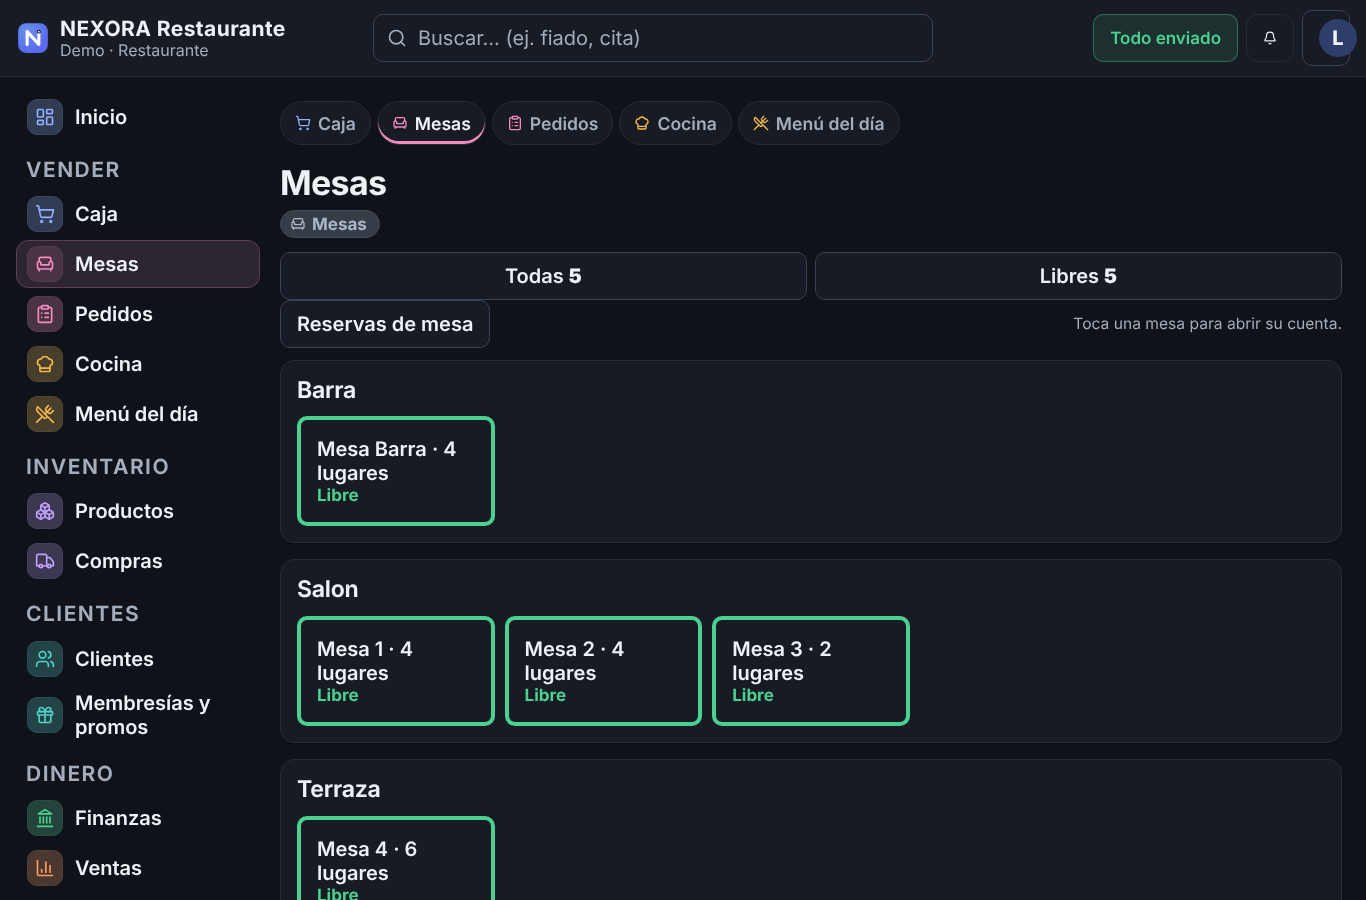 NEXORA Restaurante
Demo · Restaurante
Buscar... (ej. fiado, cita)
Todo enviado
L
Inicio
VENDER
Caja
Mesas
Pedidos
Cocina
Menú del día
INVENTARIO
Productos
Compras
CLIENTES
Clientes
Membresías y
promos
DINERO
Finanzas
Ventas
Caja
Mesas
Pedidos
Cocina
Menú del día
Mesas
Mesas
Todas 5
Libres 5
Reservas de mesa
Toca una mesa para abrir su cuenta.
Barra
Mesa Barra · 4
lugares
Libre
Salon
Mesa 1 · 4
lugares
Libre
Mesa 2 · 4
lugares
Libre
Mesa 3 · 2
lugares
Libre
Terraza
Mesa 4 · 6
lugares
Libre